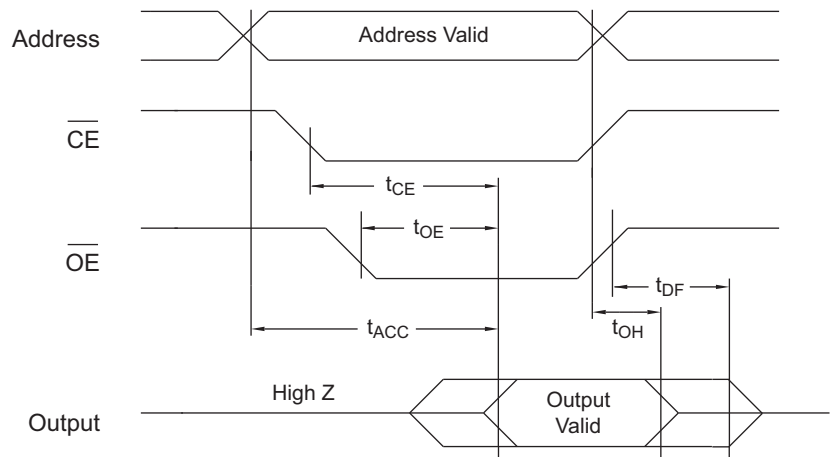 Address
Address Valid
CE
tCE
OE
tOE
tDF
tACC
tOH
High Z
Output
Output
Valid